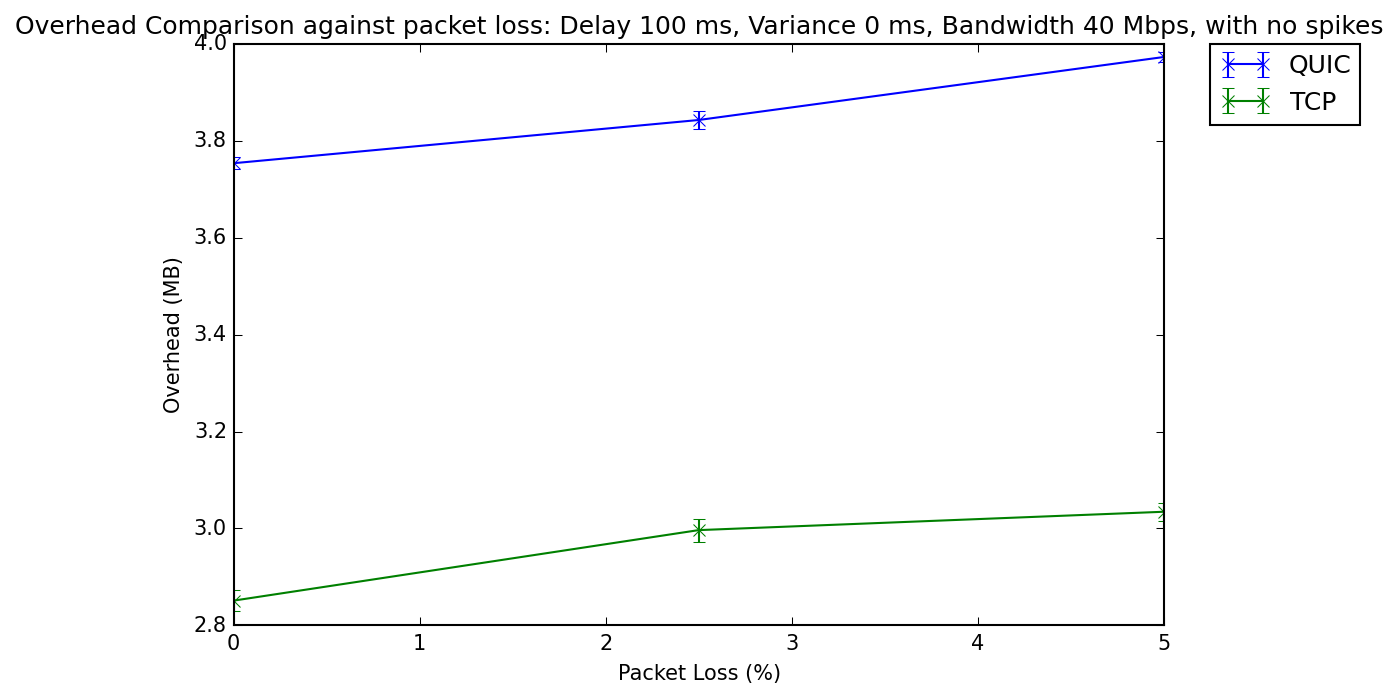 Overhead Comparison against packet loss: Delay 100 ms, Variance 0 ms, Bandwidth 40 Mbps, with no spikes
QUIC
TCP
4.0
3.8
3.6
3.4
3.2
3.0
2.8
Overhead (MB)
0 1 2 3 4 5
Packet Loss (%)